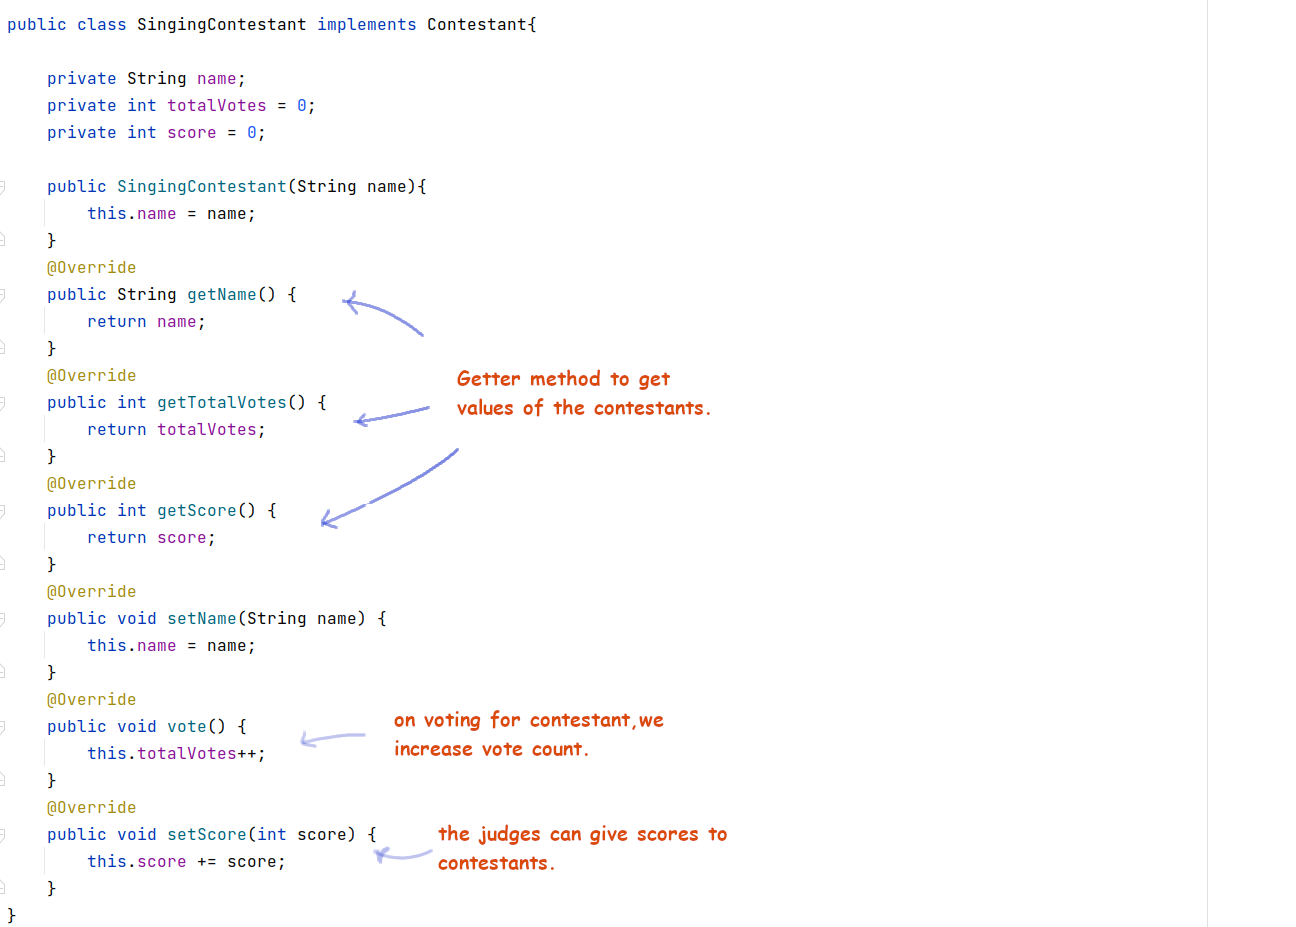 public class SingingContestant implements Contestant{
private String name;
private int totalVotes = 0;
private int score = 0;
public SingingContestant(String name){
this.name = name;
}
@Override
public String getName() {
return name;
}
@Override
public int getTotalVotes() {
return totalVotes;
}
@Override
public int getScore() {
return score;
}
@Override
public void setName(String name) {
this.name = name;
}
@Override
public void vote() {
this.totalVotes++;
}
@Override
public void setScore(int score) {
this.score += score;
}
}
Getter method to get
values of the contestants.
on voting for contestant,we
increase vote count.
the judges can give scores to
contestants.